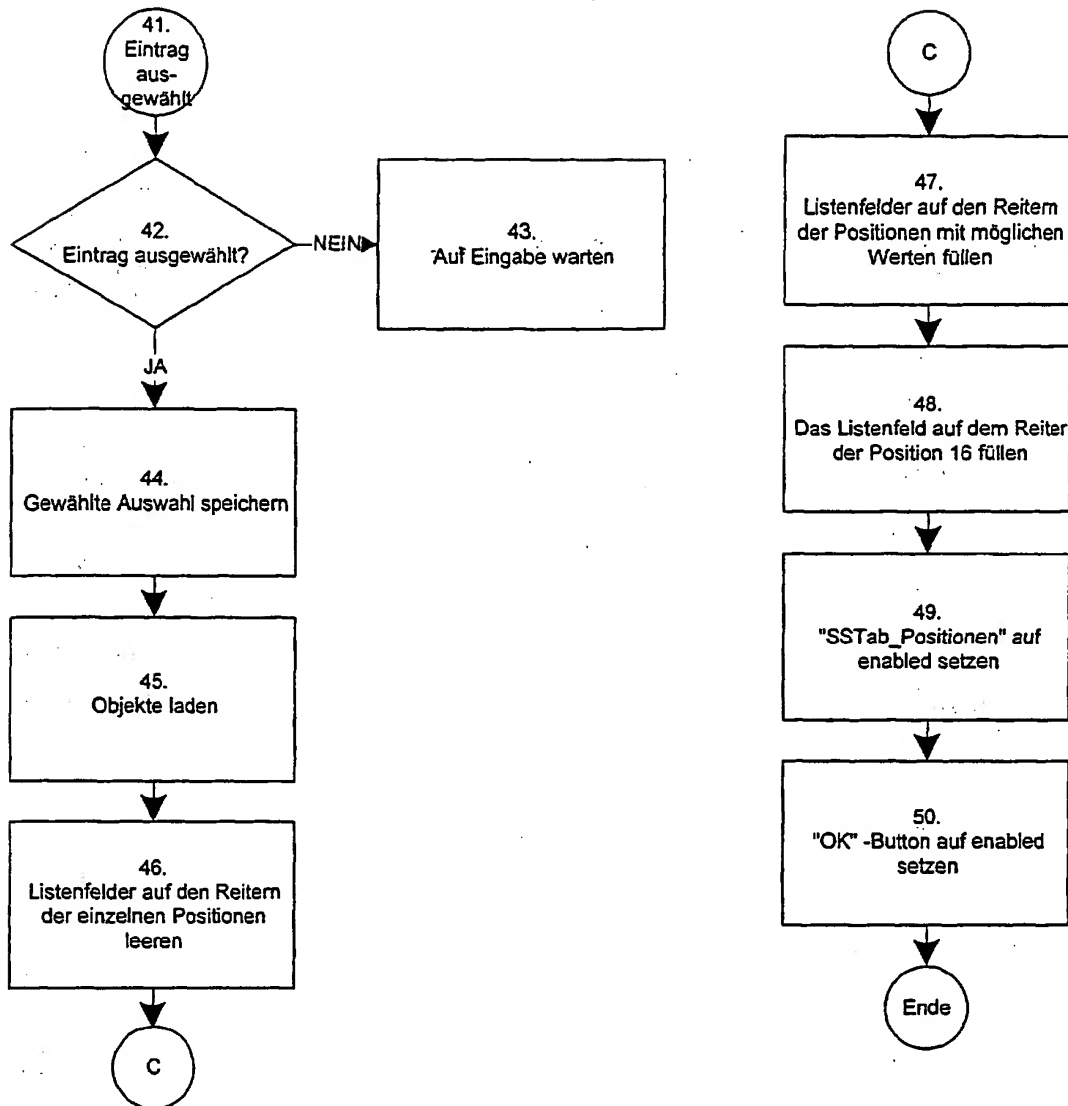 41.
Eintrag
aus-
gewählt
42.
Eintrag ausgewählt?
NEIN
43.
Auf Eingabe warten
JA
44.
Gewählte Auswahl speichern
45.
Objekte laden
46.
Listenfelder auf den Reitern
der einzelnen Positionen
leeren
C
C
47.
Listenfelder auf den Reitern
der Positionen mit möglichen
Werten füllen
48.
Das Listenfeld auf dem Reiter
der Position 16 füllen
49.
"SSTab_Positionen" auf
enabled setzen
50.
"OK" -Button auf enabled
setzen
Ende